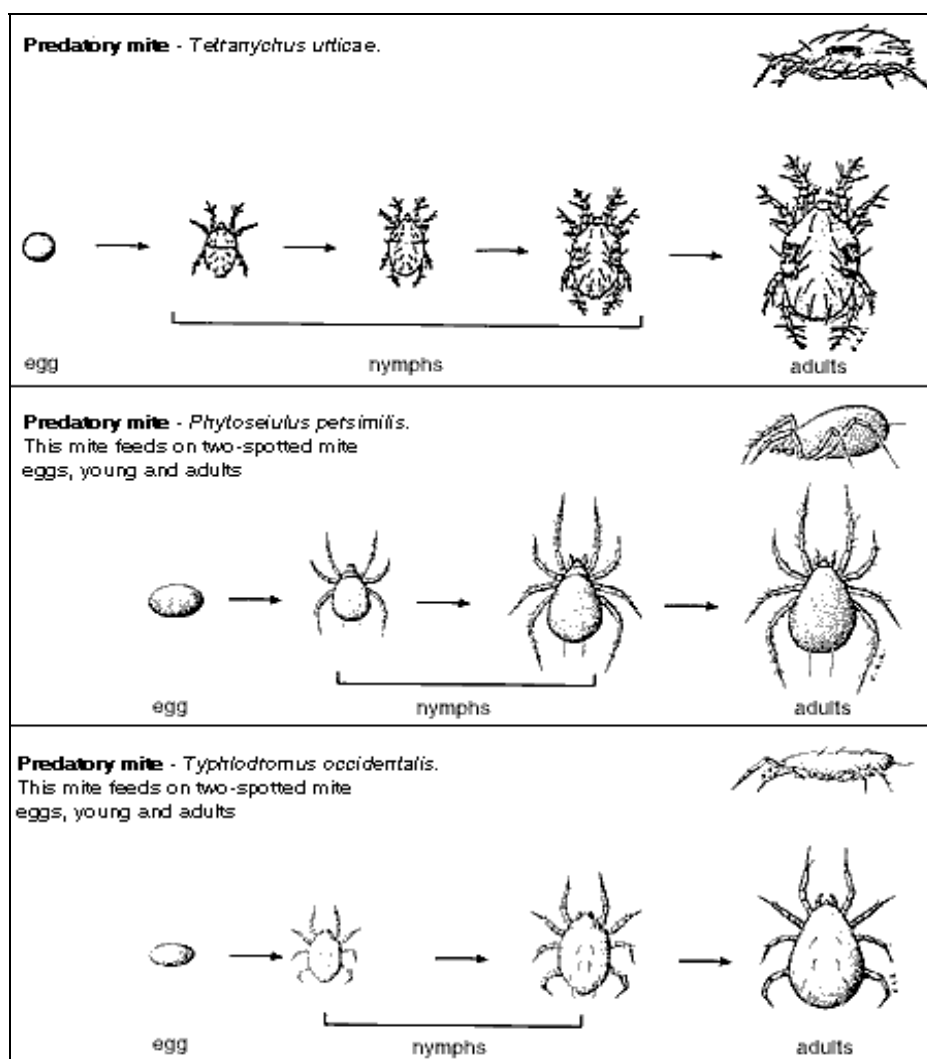 Predatory mite - Tetranychus urticae.
egg
nymphs
adults
Predatory mite - Phytoseiulus petsimilis.
This mite feeds on two-spotted mite
eggs, young and adults
egg
nymphs
adults
Predatory mite - Typhlodromus occidentalis.
This mite feeds on two-spotted mite
eggs, young and adults
egg
nymphs
adults